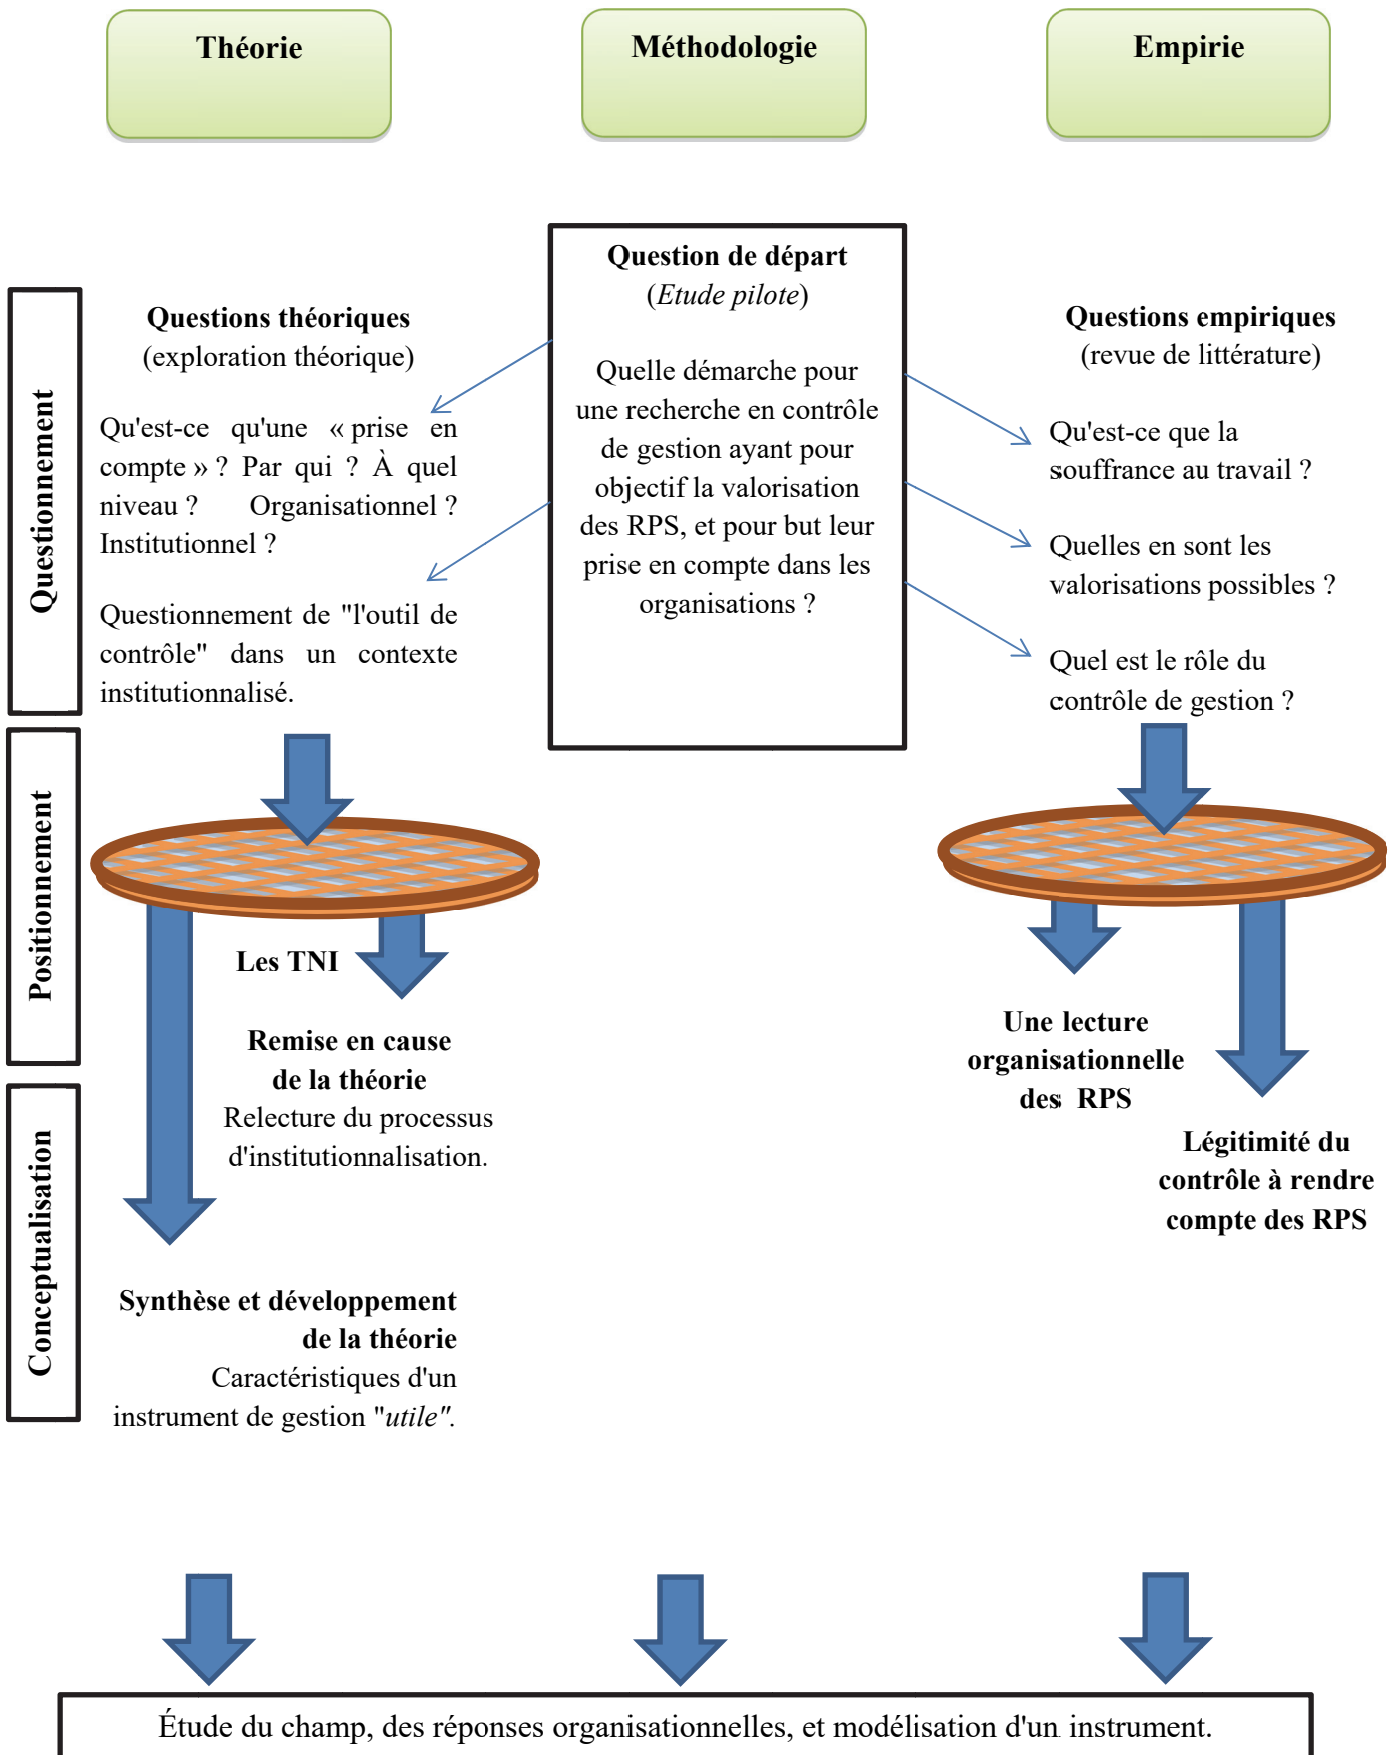 Théorie
Méthodologie
Empirie
Question de départ
(Etude pilote)
Quelle démarche pour
une recherche en contrôle
de gestion ayant pour
objectif la valorisation
des RPS, et pour but leur
prise en compte dans les
organisations ?
Questionnement
Questions théoriques
(exploration théorique)
Qu'est-ce qu'une « prise en
compte » ? Par qui ? À quel
niveau ? Organisationnel ?
Institutionnel ?
Questionnement de "l'outil de
contrôle" dans un contexte
institutionnalisé.
Questions empiriques
(revue de littérature)
Qu'est-ce que la
souffrance au travail ?
Quelles en sont les
valorisations possibles ?
Quel est le rôle du
contrôle de gestion ?
Positionnement
Les TNI
Remise en cause
de la théorie
Relecture du processus
d'institutionnalisation.
Une lecture
organisationnelle
des RPS
Légitimité du
contrôle à rendre
compte des RPS
Conceptualisation
Synthèse et développement
de la théorie
Caractéristiques d'un
instrument de gestion "utile".
Étude du champ, des réponses organisationnelles, et modélisation d'un instrument.